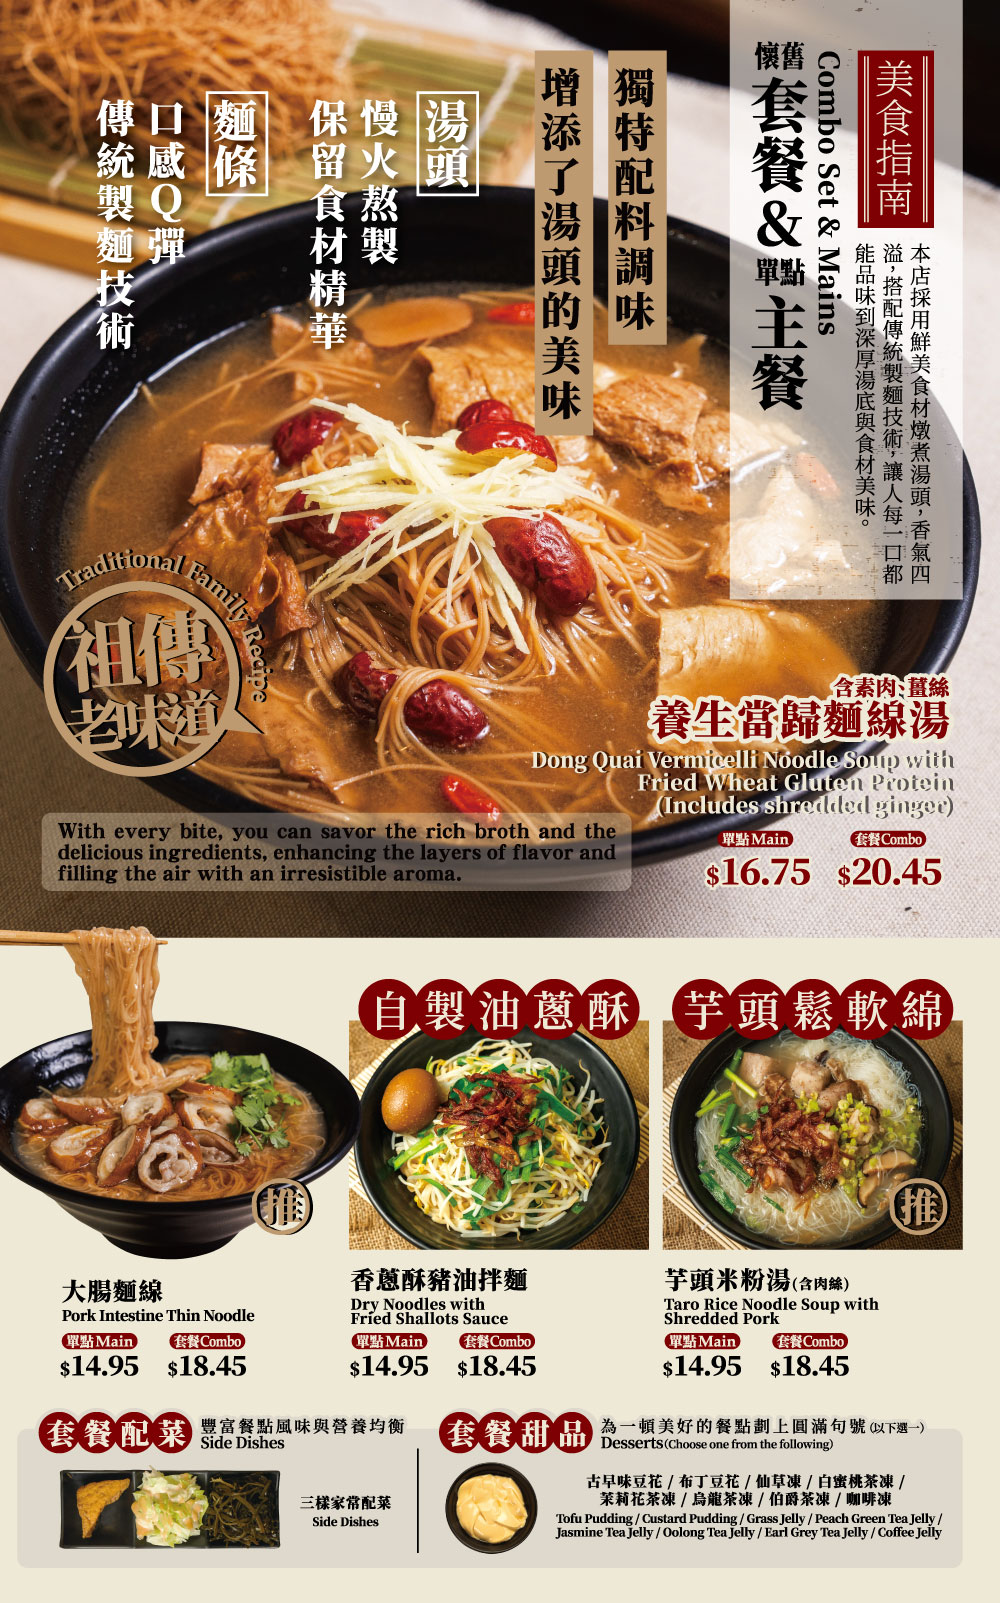 美食指南
本店採用鮮美食材燉煮湯頭，香氣四
溢，搭配傳統製麵技術，讓人每一口都
能品味到深厚湯底與食材美味。
懷舊套餐&單點主餐
Combo Set & Mains
獨特配料調味
增添了湯頭的美味
湯頭
慢火熬製
保留食材精華
麵條
口感Q彈
傳統製麵技術
Traditional Family Recipe
祖傳
老味道
含素肉、薑絲
養生當歸麵線湯
Dong Quai Vermicelli Noodle Soup with
Fried Wheat Gluten Protein
(Includes shredded ginger)
單點Main 套餐Combo
$16.75 $20.45
With every bite, you can savor the rich broth and the
delicious ingredients, enhancing the layers of flavor and
filling the air with an irresistible aroma.
推
大腸麵線
Pork Intestine Thin Noodle
單點Main 套餐Combo
$14.95 $18.45
自製油蔥酥
香蔥酥豬油拌麵
Dry Noodles with
Fried Shallots Sauce
單點Main 套餐Combo
$14.95 $18.45
芋頭鬆軟綿
推
芋頭米粉湯(含肉絲)
Taro Rice Noodle Soup with
Shredded Pork
單點Main 套餐Combo
$14.95 $18.45
套餐配菜
豐富餐點風味與營養均衡
Side Dishes
三樣家常配菜
Side Dishes
套餐甜品
為一頓美好的餐點劃上圓滿句號(以下選一)
Desserts(Choose one from the following)
古早味豆花 / 布丁豆花 / 仙草凍 / 白蜜桃茶凍 /
茉莉花茶凍 / 烏龍茶凍 / 伯爵茶凍 / 咖啡凍
Tofu Pudding / Custard Pudding / Grass Jelly / Peach Green Tea Jelly /
Jasmine Tea Jelly / Oolong Tea Jelly / Earl Grey Tea Jelly / Coffee Jelly